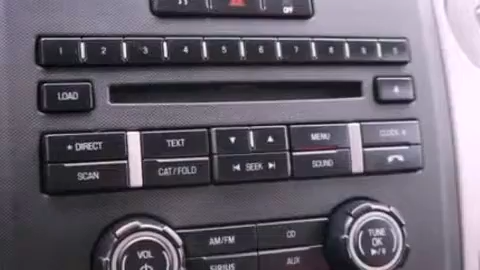 OFF
1 2 3 4 5 6 7 8 9 0
LOAD
* DIRECT TEXT MENU CLOCK
SCAN CAT/FOLD SEEK SOUND
VOL AM/FM CD TUNE
SIRIUS AUX OK